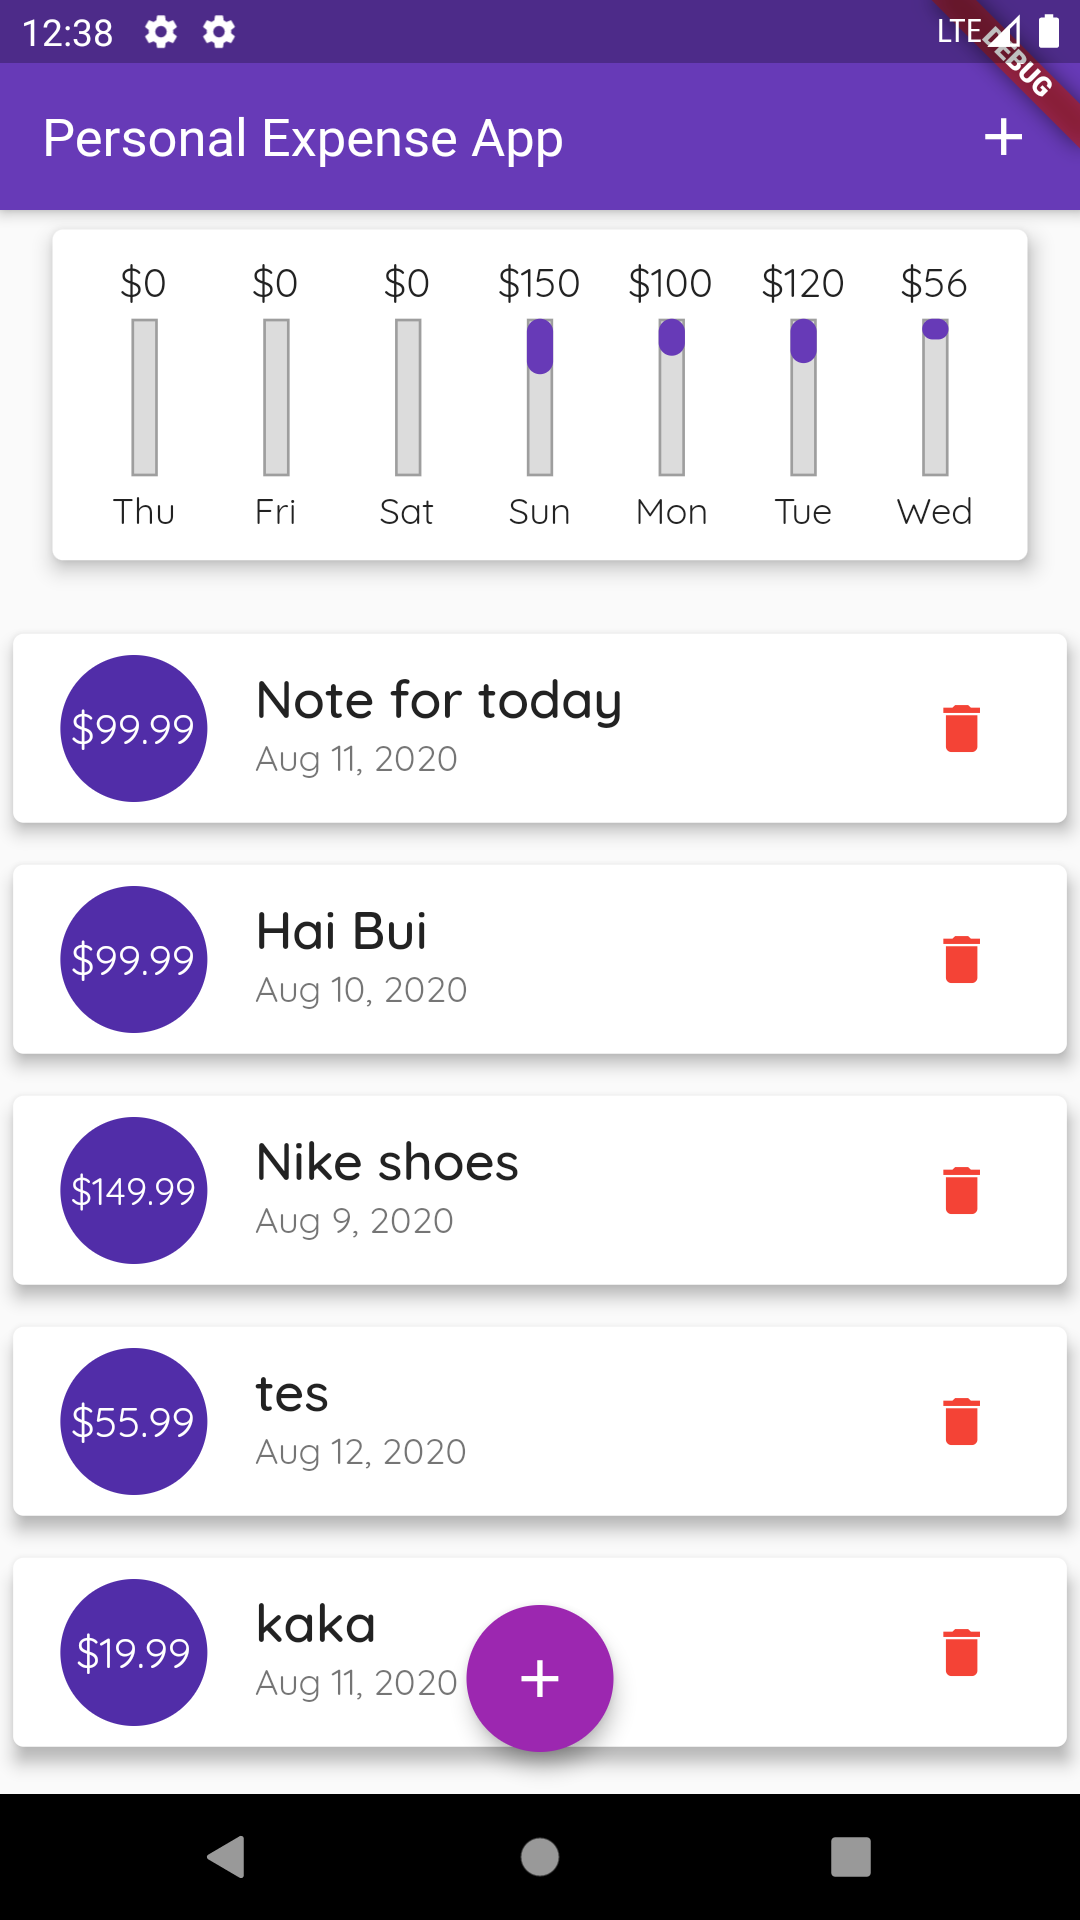 12:38 LTE
DEBUG
Personal Expense App
$0 $0 $0 $150 $100 $120 $56
Thu Fri Sat Sun Mon Tue Wed
$99.99
Note for today
Aug 11, 2020
$99.99
Hai Bui
Aug 10, 2020
$149.99
Nike shoes
Aug 9, 2020
$55.99
tes
Aug 12, 2020
$19.99
kaka
Aug 11, 2020